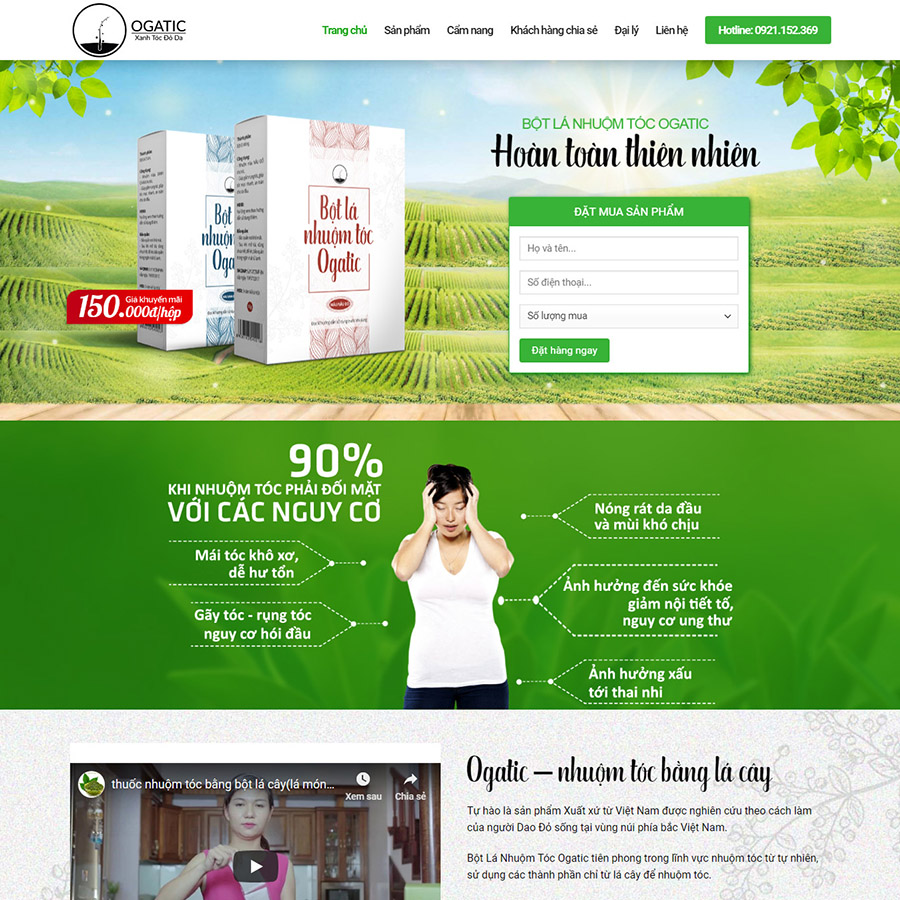 OGATIC
Xanh Tóc Đỏ Da
Trang chủ
Sản phẩm
Cẩm nang
Khách hàng chia sẻ
Đại lý
Liên hệ
Hotline: 0921.152.369
BỘT LÁ NHUỘM TÓC OGATIC
Hoàn toàn thiên nhiên
Bột lá
nhuộm tóc
Ogatic
150.000đ/hộp
Giá khuyến mãi
ĐẶT MUA SẢN PHẨM
Họ và tên...
Số điện thoại...
Số lượng mua
Đặt hàng ngay
90%
KHI NHUỘM TÓC PHẢI ĐỐI MẶT
VỚI CÁC NGUY CƠ
Mái tóc khô xơ,
dễ hư tổn
Gãy tóc - rụng tóc
nguy cơ hói đầu
Nóng rát da đầu
và mùi khó chịu
Ảnh hưởng đến sức khỏe
giảm nội tiết tố,
nguy cơ ung thư
Ảnh hưởng xấu
tới thai nhi
thuốc nhuộm tóc bằng bột lá cây(lá món...
Xem sau
Chia sẻ
Ogatic – nhuộm tóc bằng lá cây
Tự hào là sản phẩm Xuất xứ từ Việt Nam được nghiên cứu theo cách làm
của người Dao Đỏ sống tại vùng núi phía bắc Việt Nam.
Bột Lá Nhuộm Tóc Ogatic tiên phong trong lĩnh vực nhuộm tóc từ tự nhiên,
sử dụng các thành phần chỉ từ lá cây để nhuộm tóc.